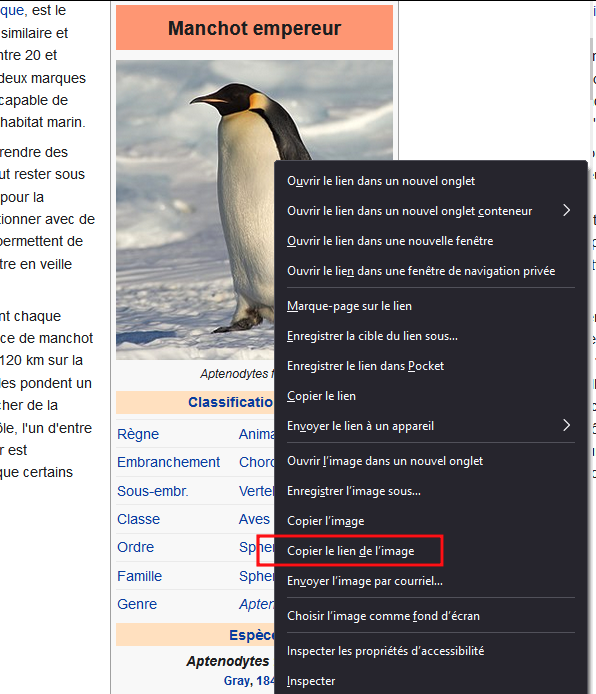 que, est le
similaire et
ntre 20 et
deux marques
capable de
habitat marin.
rendre des
ut rester sous
pour la
tionner avec de
permettent de
tre en veille
nt chaque
ce de manchot
120 km sur la
les pondent un
cher de la
ôle, l'un d'entre
r est
que certains
Manchot empereur
Aptenodytes f
Classificatio
Règne Anima
Embranchement Chord
Sous-embr. Vertel
Classe Aves
Ordre Sphe
Famille Sphe
Genre Apten
Espèc
Aptenodytes
Gray, 184
Ouvrir le lien dans un nouvel onglet
Ouvrir le lien dans un nouvel onglet conteneur
Ouvrir le lien dans une nouvelle fenêtre
Ouvrir le lien dans une fenêtre de navigation privée
Marque-page sur le lien
Enregistrer la cible du lien sous...
Enregistrer le lien dans Pocket
Copier le lien
Envoyer le lien à un appareil
Ouvrir l'image dans un nouvel onglet
Enregistrer l'image sous...
Copier l'image
Copier le lien de l'image
Envoyer l'image par courriel...
Choisir l'image comme fond d'écran
Inspecter les propriétés d'accessibilité
Inspecter